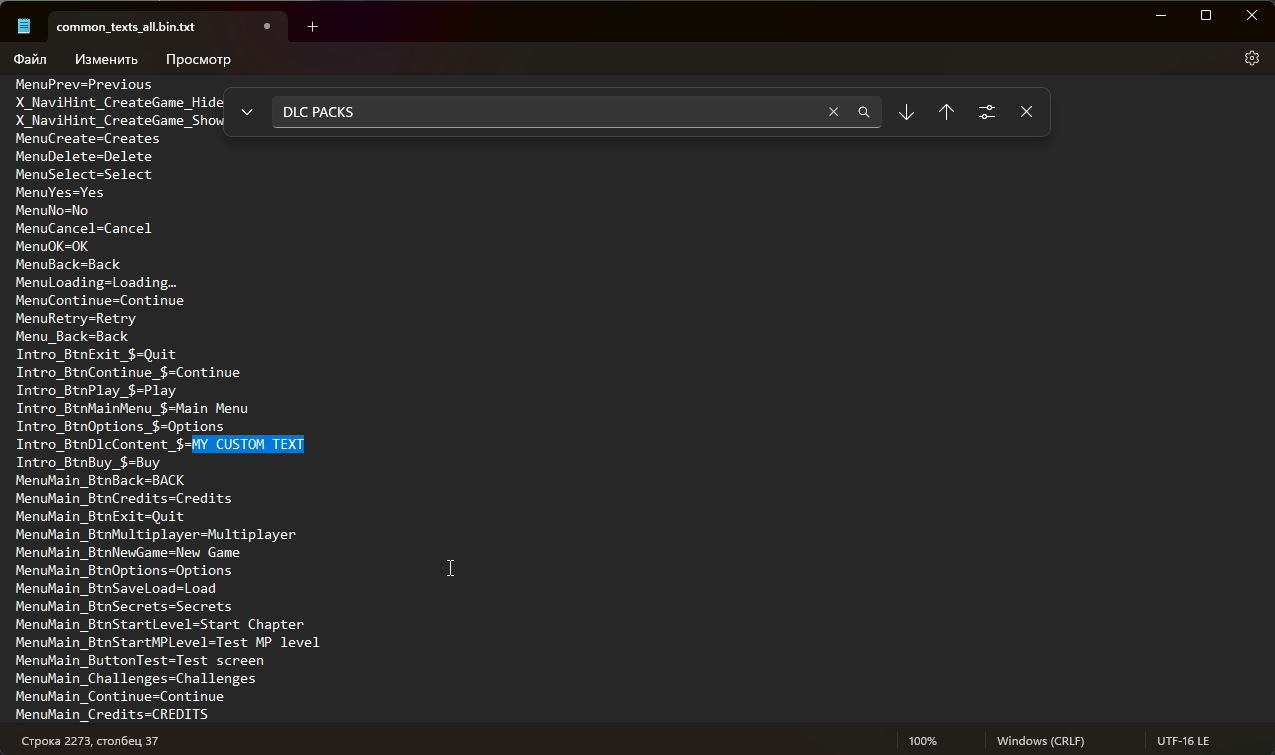 common_texts_all.bin.txt
Файл Изменить Просмотр
DLC PACKS
MenuPrev=Previous
X_NaviHint_CreateGame_Hide
X_NaviHint_CreateGame_Show
MenuCreate=Creates
MenuDelete=Delete
MenuSelect=Select
MenuYes=Yes
MenuNo=No
MenuCancel=Cancel
MenuOK=OK
MenuBack=Back
MenuLoading=Loading…
MenuContinue=Continue
MenuRetry=Retry
Menu_Back=Back
Intro_BtnExit_$=Quit
Intro_BtnContinue_$=Continue
Intro_BtnPlay_$=Play
Intro_BtnMainMenu_$=Main Menu
Intro_BtnOptions_$=Options
Intro_BtnDlcContent_$=MY CUSTOM TEXT
Intro_BtnBuy_$=Buy
MenuMain_BtnBack=BACK
MenuMain_BtnCredits=Credits
MenuMain_BtnExit=Quit
MenuMain_BtnMultiplayer=Multiplayer
MenuMain_BtnNewGame=New Game
MenuMain_BtnOptions=Options
MenuMain_BtnSaveLoad=Load
MenuMain_BtnSecrets=Secrets
MenuMain_BtnStartLevel=Start Chapter
MenuMain_BtnStartMPLevel=Test MP level
MenuMain_ButtonTest=Test screen
MenuMain_Challenges=Challenges
MenuMain_Continue=Continue
MenuMain_Credits=CREDITS
Строка 2273, столбец 37 100% Windows (CRLF) UTF-16 LE